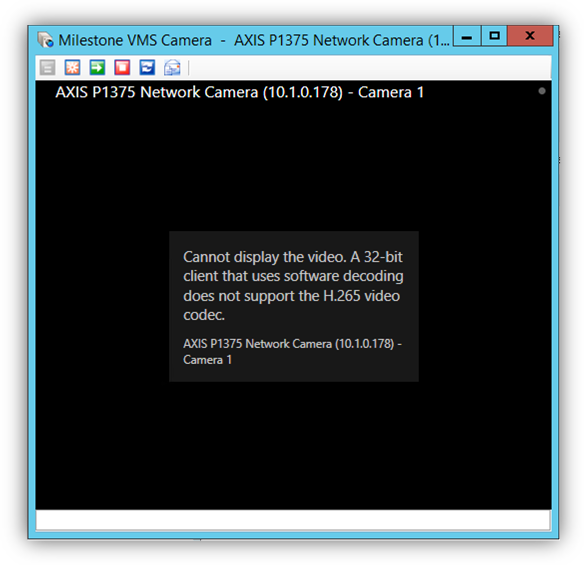 Milestone VMS Camera - AXIS P1375 Network Camera (1...
AXIS P1375 Network Camera (10.1.0.178) - Camera 1
Cannot display the video. A 32-bit
client that uses software decoding
does not support the H.265 video
codec.
AXIS P1375 Network Camera (10.1.0.178) -
Camera 1